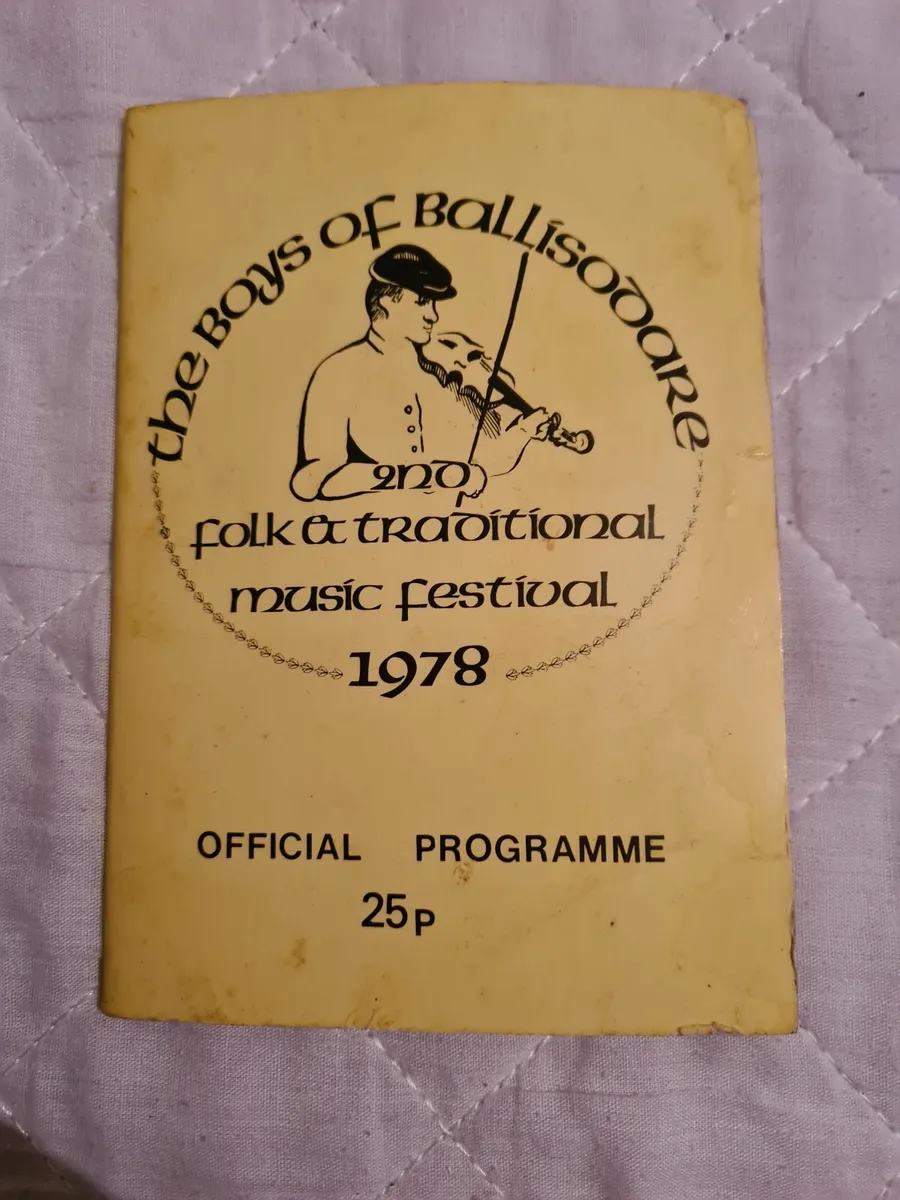 the Boys of Ballisodare
2nd
folk & traditional
music festival
1978
OFFICIAL PROGRAMME
25p